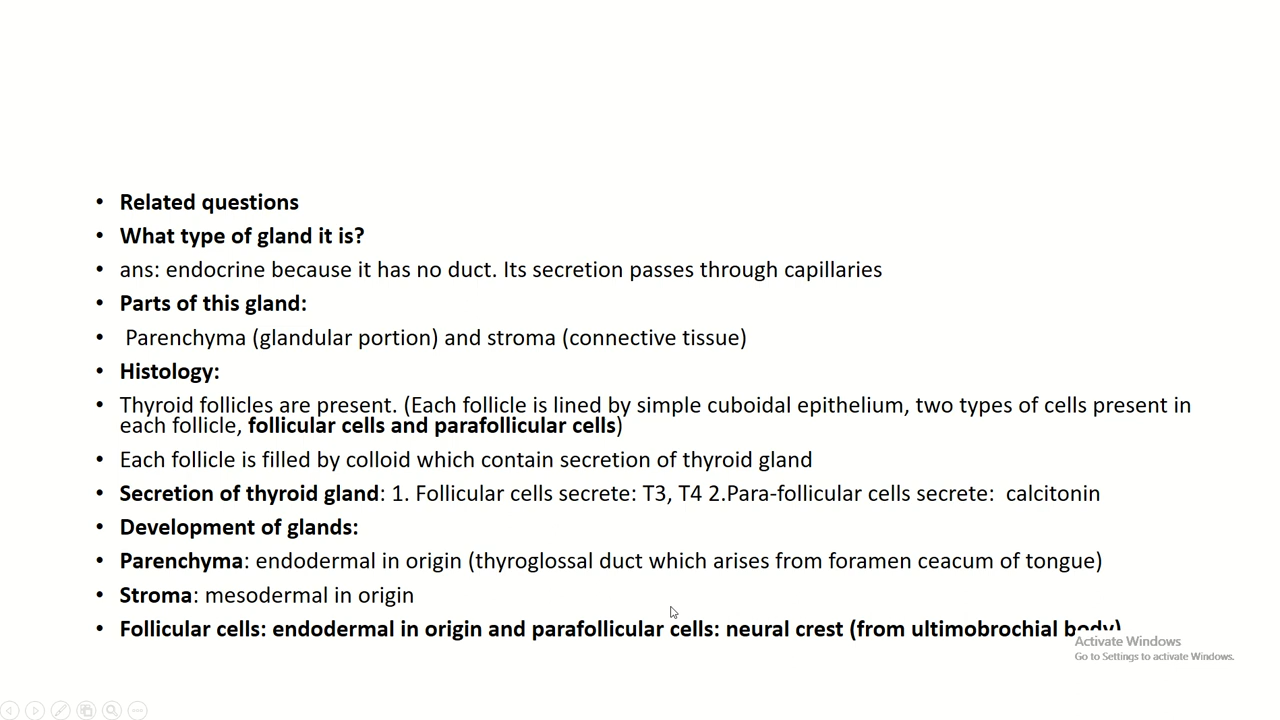 • Related questions
• What type of gland it is?
• ans: endocrine because it has no duct. Its secretion passes through capillaries
• Parts of this gland:
• Parenchyma (glandular portion) and stroma (connective tissue)
• Histology:
• Thyroid follicles are present. (Each follicle is lined by simple cuboidal epithelium, two types of cells present in
each follicle, follicular cells and parafollicular cells)
• Each follicle is filled by colloid which contain secretion of thyroid gland
• Secretion of thyroid gland: 1. Follicular cells secrete: T3, T4 2.Para-follicular cells secrete: calcitonin
• Development of glands:
• Parenchyma: endodermal in origin (thyroglossal duct which arises from foramen ceacum of tongue)
• Stroma: mesodermal in origin
• Follicular cells: endodermal in origin and parafollicular cells: neural crest (from ultimobrochial body)
Activate Windows
Go to Settings to activate Windows.